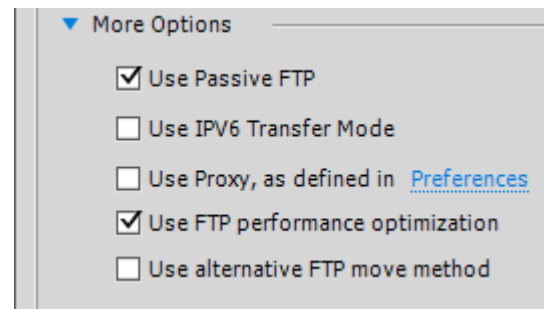 More Options
Use Passive FTP
Use IPV6 Transfer Mode
Use Proxy, as defined in Preferences
Use FTP performance optimization
Use alternative FTP move method